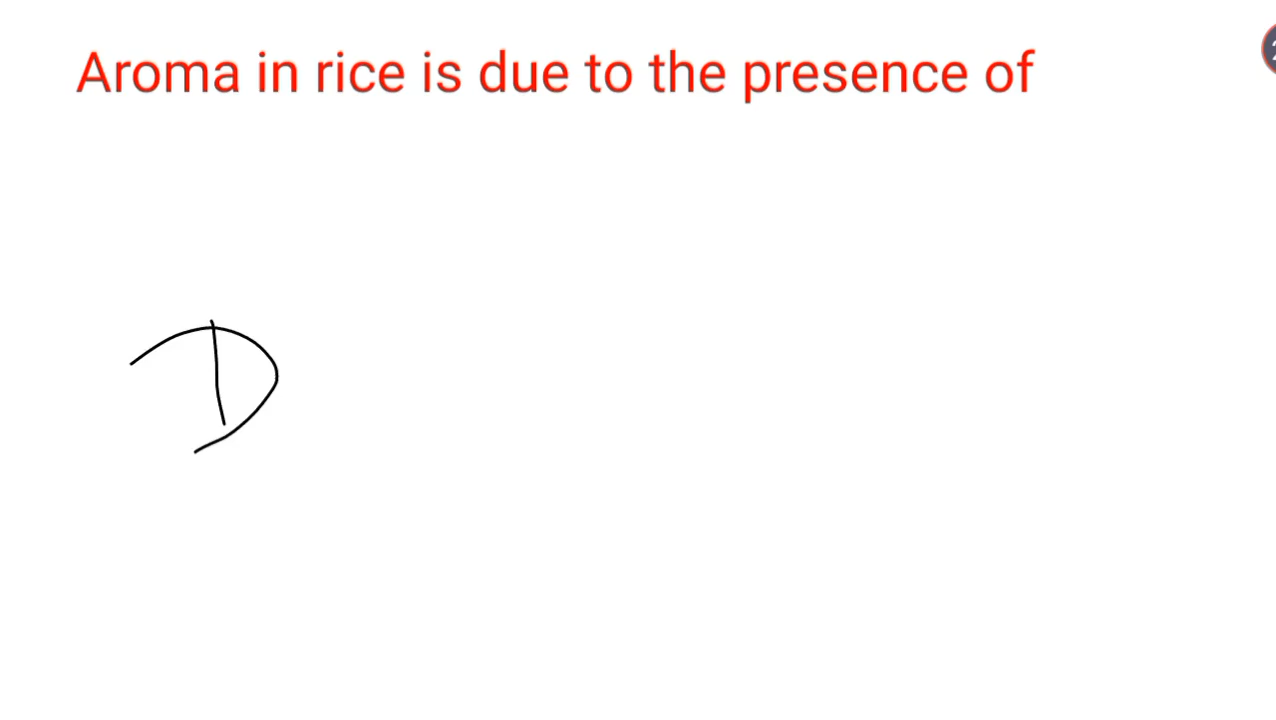 Aroma in rice is due to the presence of
D